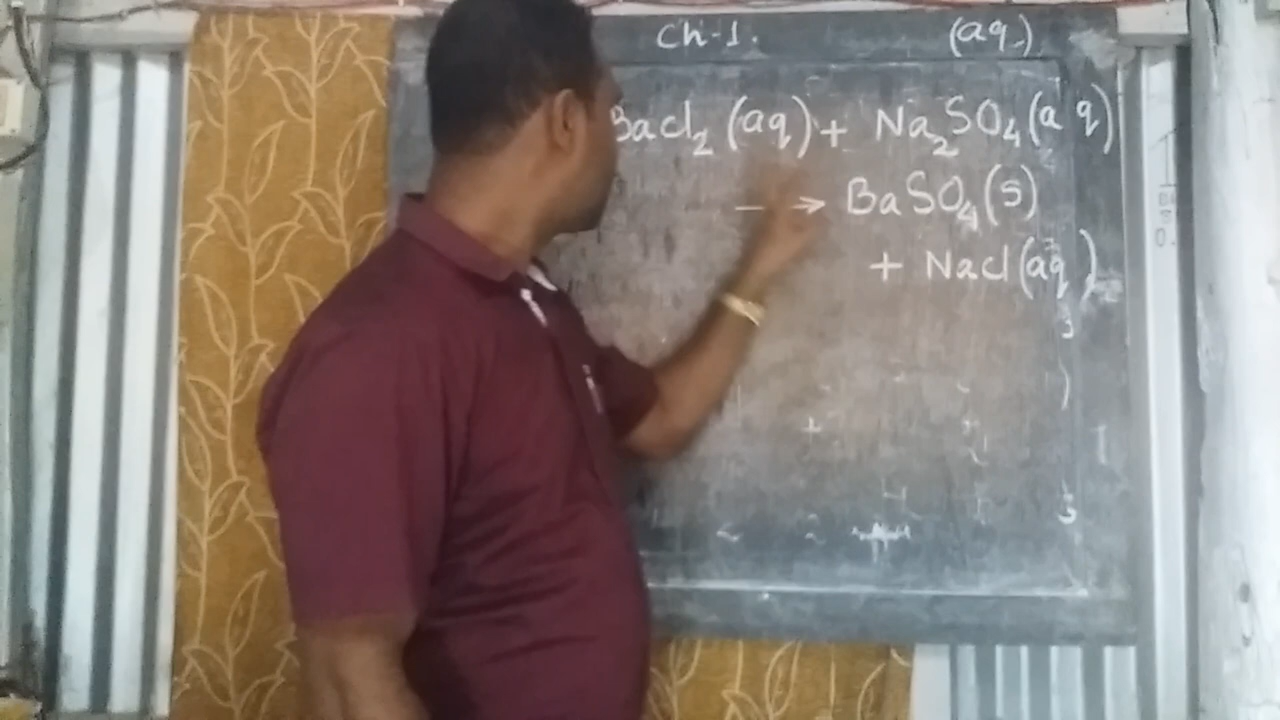 Ch-1. (aq.)
BaCl2 (aq) + Na2SO4 (aq)
→ BaSO4 (s)
+ NaCl (aq)